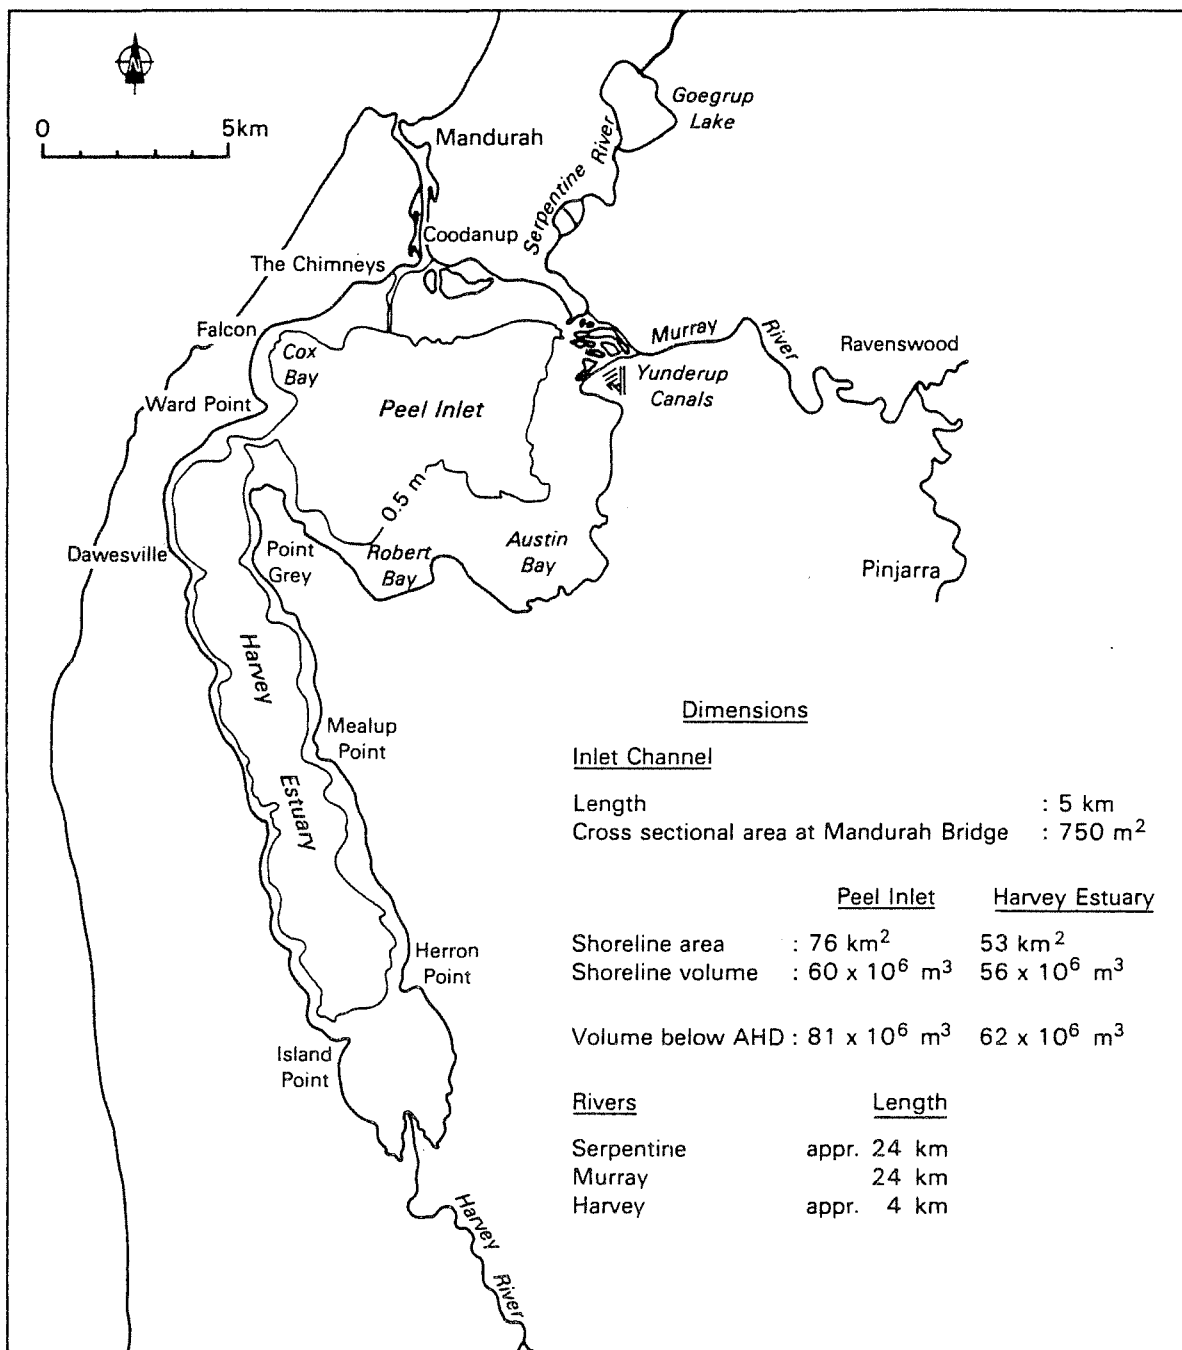 N
0 5km
Goegrup
Lake
Mandurah
Serpentine River
Coodanup
The Chimneys
Falcon
Cox
Bay
Murray River
Ravenswood
Yunderup
Canals
Ward Point
Peel Inlet
0.5 m
Dawesville
Point
Grey
Robert
Bay
Austin
Bay
Pinjarra
Harvey Estuary
Mealup
Point
Herron
Point
Island
Point
Harvey River
Dimensions
Inlet Channel
Length : 5 km
Cross sectional area at Mandurah Bridge : 750 m²
Peel Inlet Harvey Estuary
Shoreline area : 76 km² 53 km²
Shoreline volume : 60 x 10⁶ m³ 56 x 10⁶ m³
Volume below AHD : 81 x 10⁶ m³ 62 x 10⁶ m³
Rivers Length
Serpentine appr. 24 km
Murray 24 km
Harvey appr. 4 km